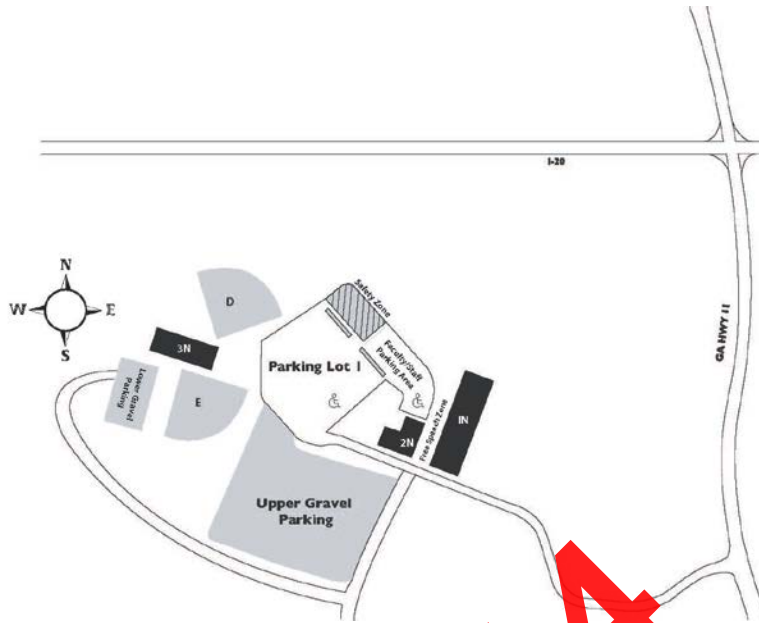 I-20
N
W
E
S
D
Safety Zone
3N
Faculty/Staff
Parking Area
GA HWY 11
Parking Lot 1
Lower Gravel
Parking
E
1N
Free Speech Zone
2N
Upper Gravel
Parking